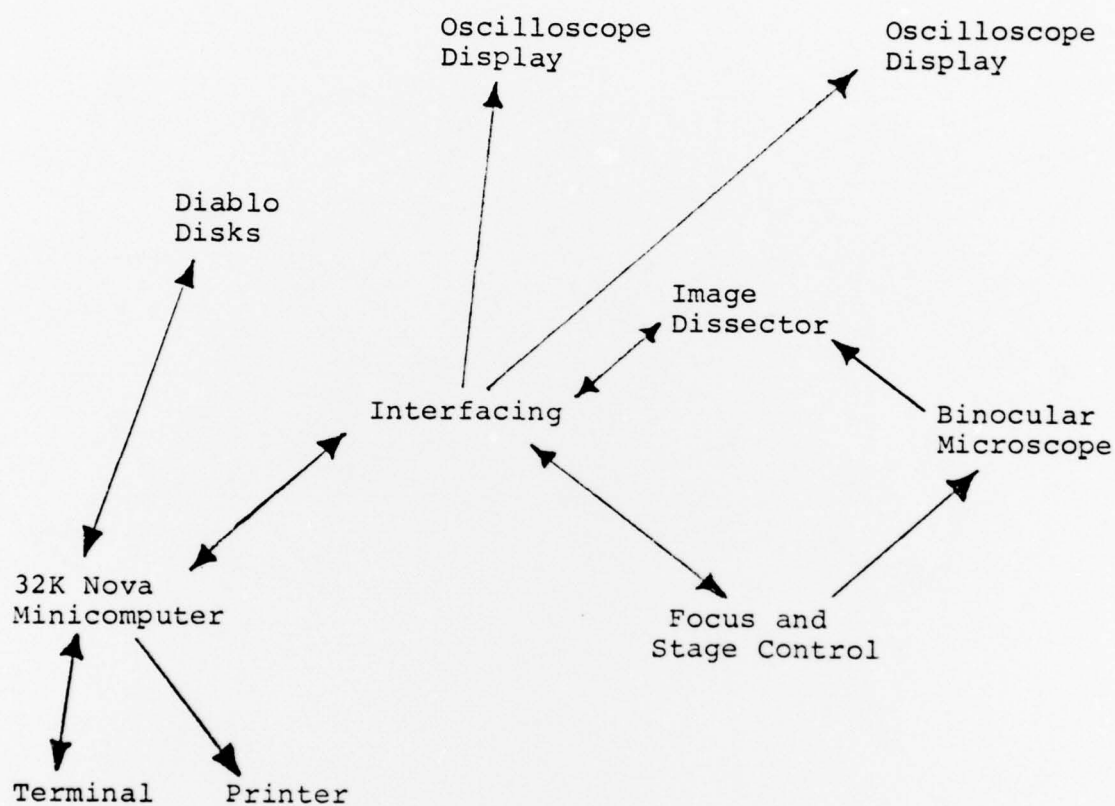 Oscilloscope
Display
Oscilloscope
Display
Diablo
Disks
Image
Dissector
Interfacing
Binocular
Microscope
32K Nova
Minicomputer
Focus and
Stage Control
Terminal
Printer